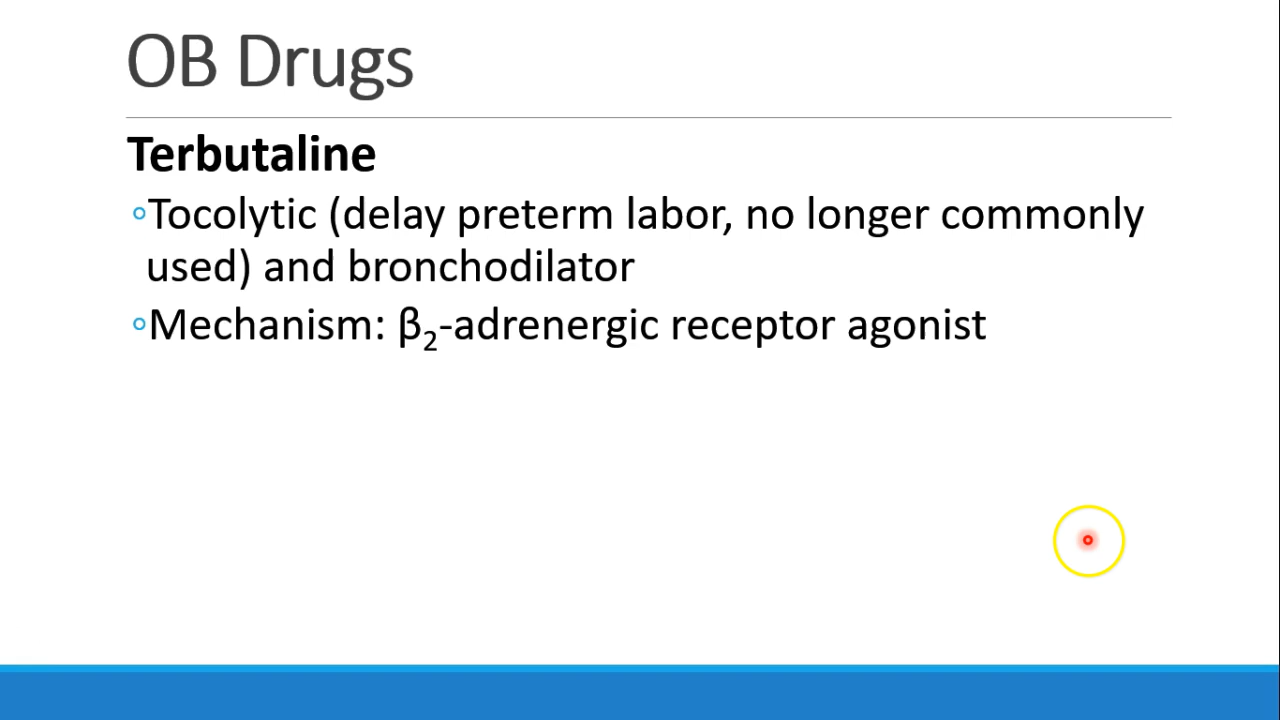 OB Drugs
Terbutaline
◦Tocolytic (delay preterm labor, no longer commonly
used) and bronchodilator
◦Mechanism: β₂-adrenergic receptor agonist